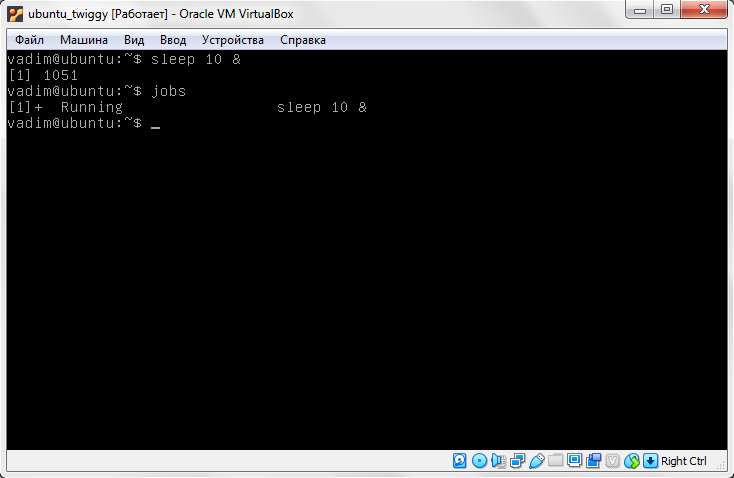 ubuntu_twiggy [Работает] - Oracle VM VirtualBox
Файл Машина Вид Ввод Устройства Справка
vadim@ubuntu:~$ sleep 10 &
[1] 1051
vadim@ubuntu:~$ jobs
[1]+  Running                 sleep 10 &
vadim@ubuntu:~$ _
Right Ctrl